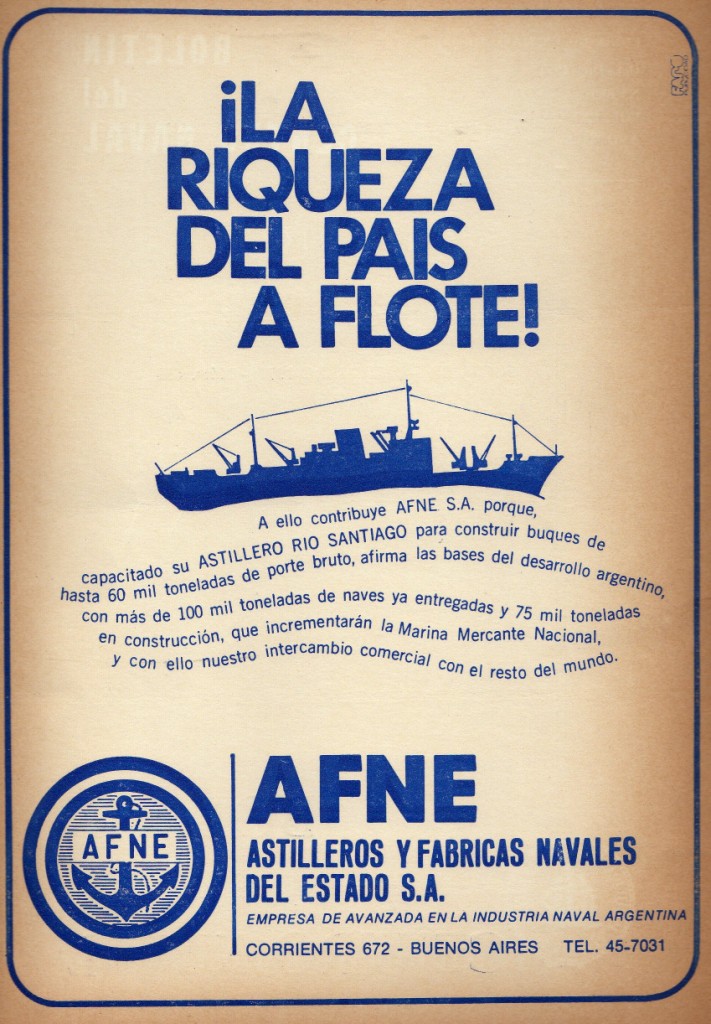 ¡LA
RIQUEZA
DEL PAIS
A FLOTE!
A ello contribuye AFNE S.A. porque,
capacitado su ASTILLERO RIO SANTIAGO para construir buques de
hasta 60 mil toneladas de porte bruto, afirma las bases del desarrollo argentino,
con más de 100 mil toneladas de naves ya entregadas y 75 mil toneladas
en construcción, que incrementarán la Marina Mercante Nacional,
y con ello nuestro intercambio comercial con el resto del mundo.
AFNE
AFNE
ASTILLEROS Y FABRICAS NAVALES
DEL ESTADO S.A.
EMPRESA DE AVANZADA EN LA INDUSTRIA NAVAL ARGENTINA
CORRIENTES 672 - BUENOS AIRES TEL. 45-7031